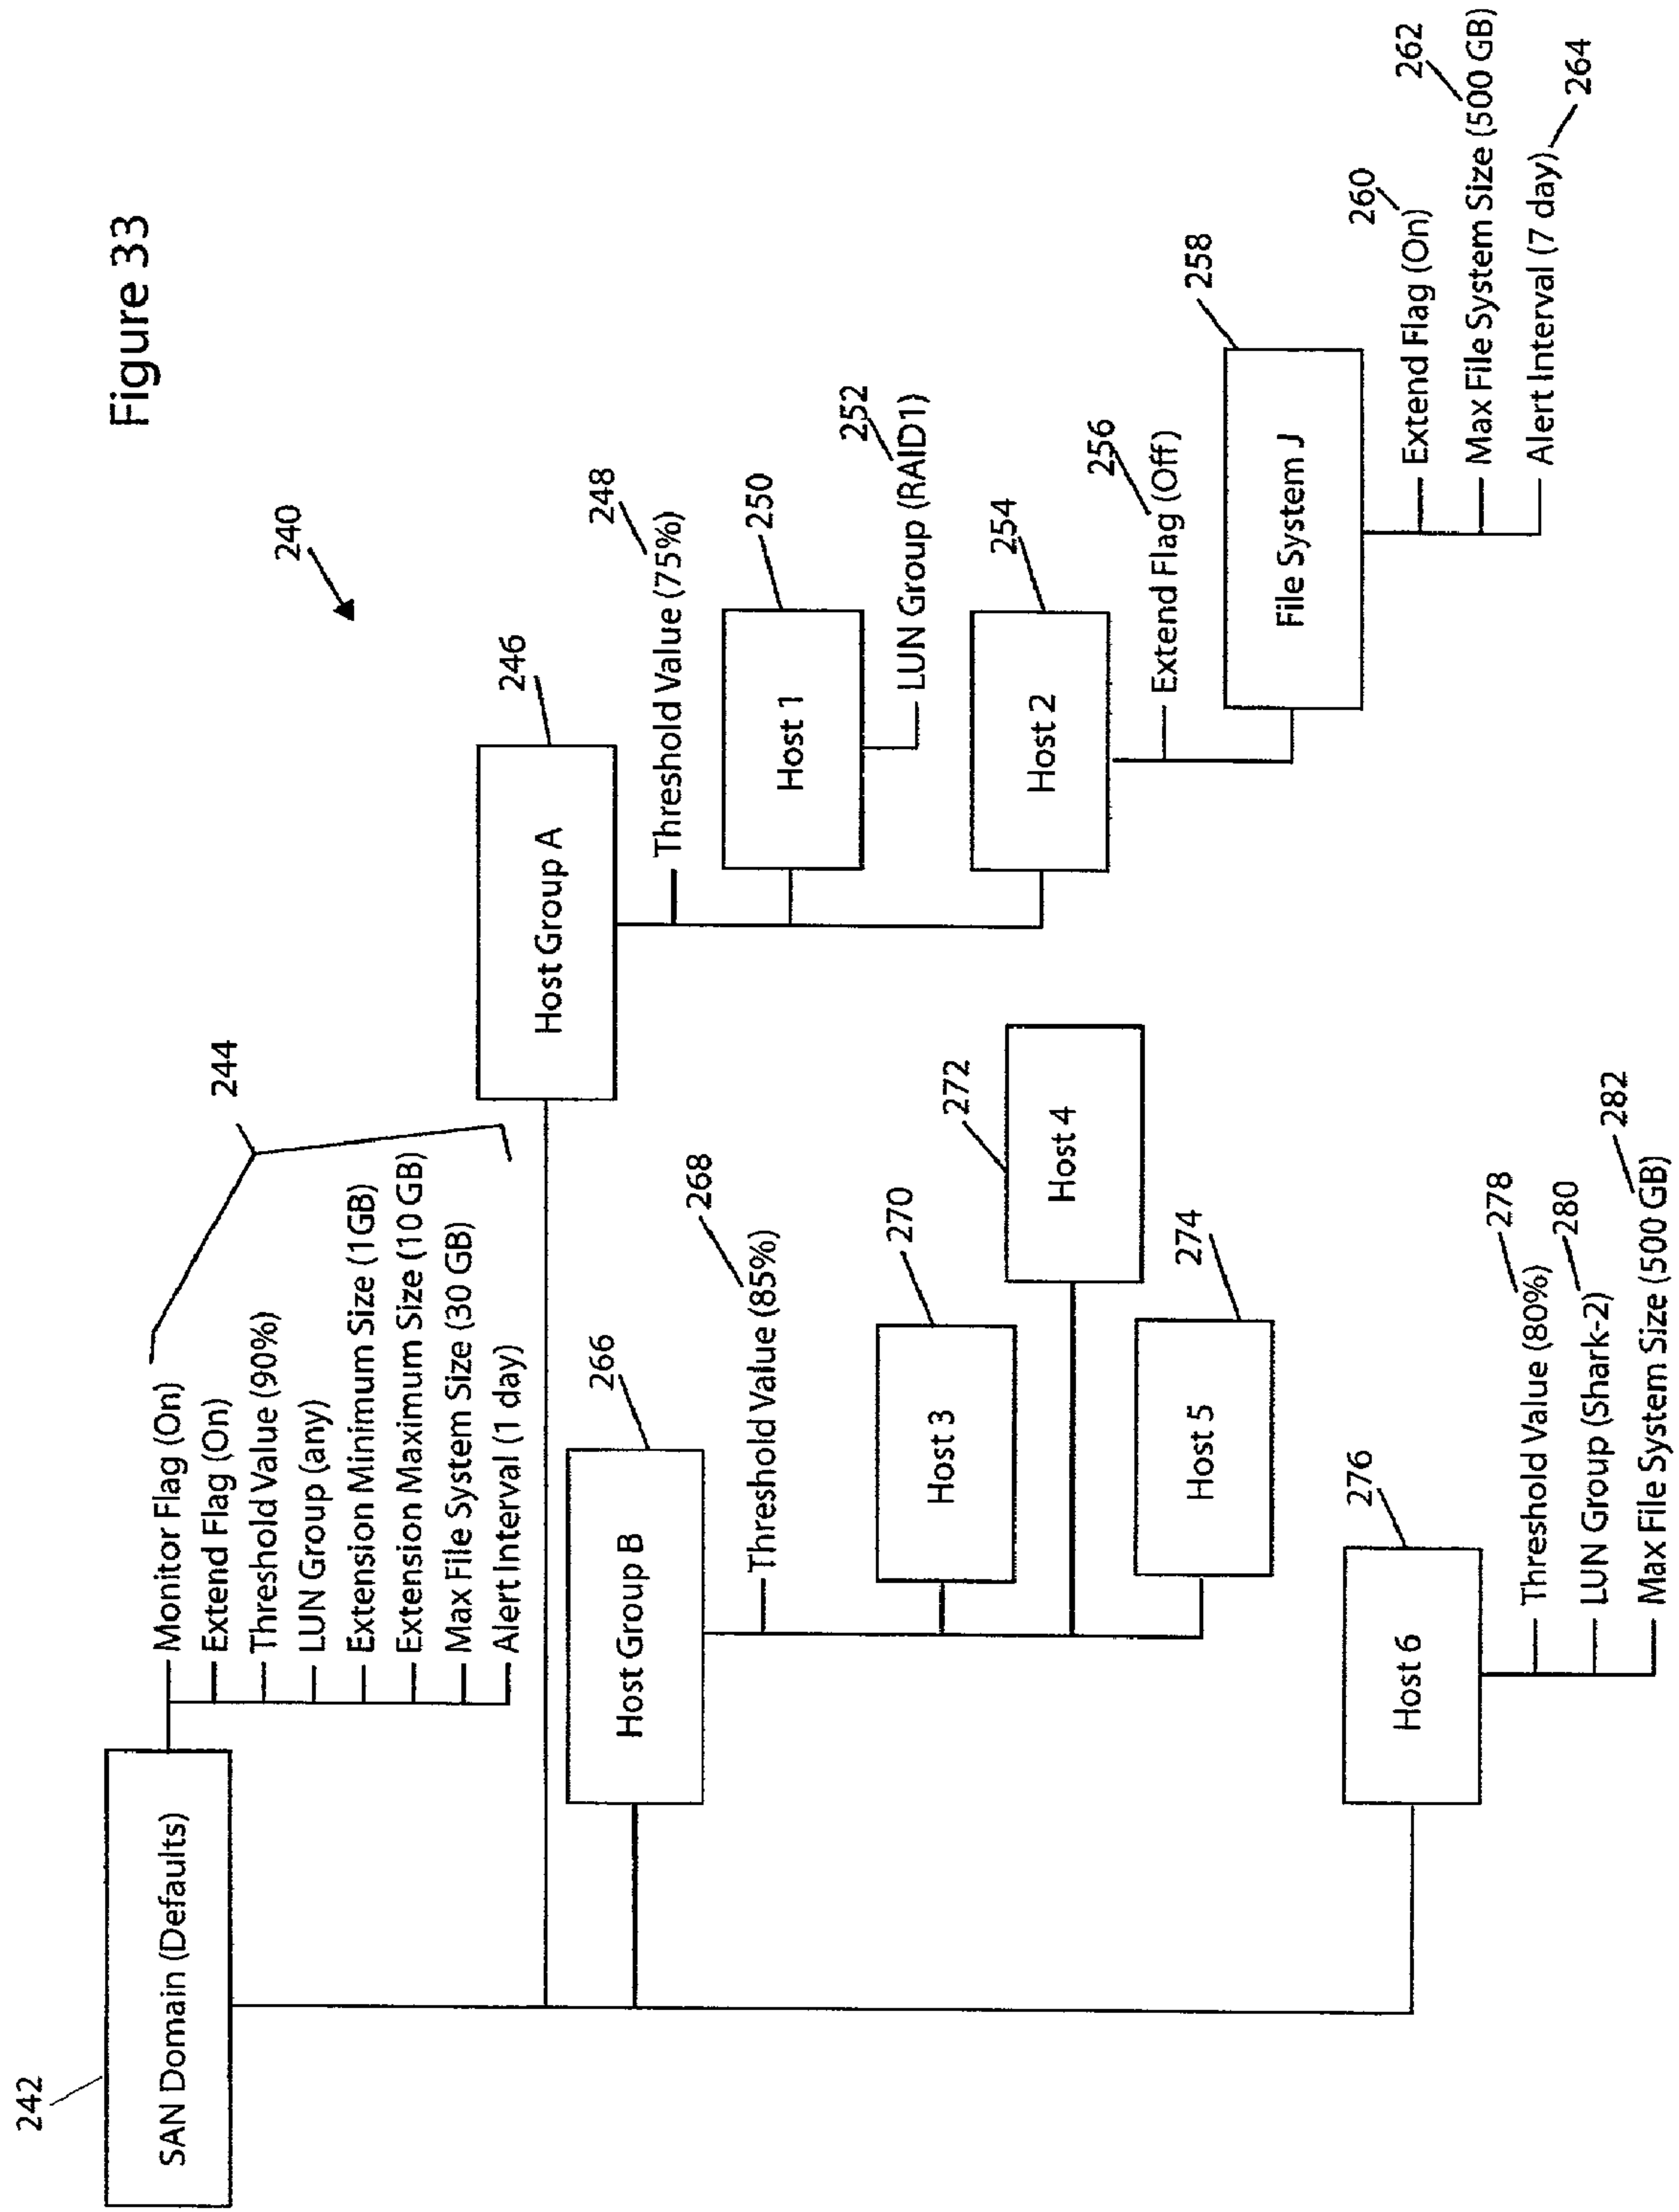 Figure 33
240
242
SAN Domain (Defaults)
244
Monitor Flag (On)
Extend Flag (On)
Threshold Value (90%)
LUN Group (any)
Extension Minimum Size (1GB)
Extension Maximum Size (10 GB)
Max File System Size (30 GB)
Alert Interval (1 day)
246
Host Group A
248
Threshold Value (75%)
250
Host 1
252
LUN Group (RAID1)
254
Host 2
256
Extend Flag (Off)
258
File System J
260
Extend Flag (On)
262
Max File System Size (500 GB)
Alert Interval (7 day)
264
266
Host Group B
268
Threshold Value (85%)
270
Host 3
272
Host 4
274
Host 5
276
Host 6
278
Threshold Value (80%)
280
LUN Group (Shark-2)
282
Max File System Size (500 GB)